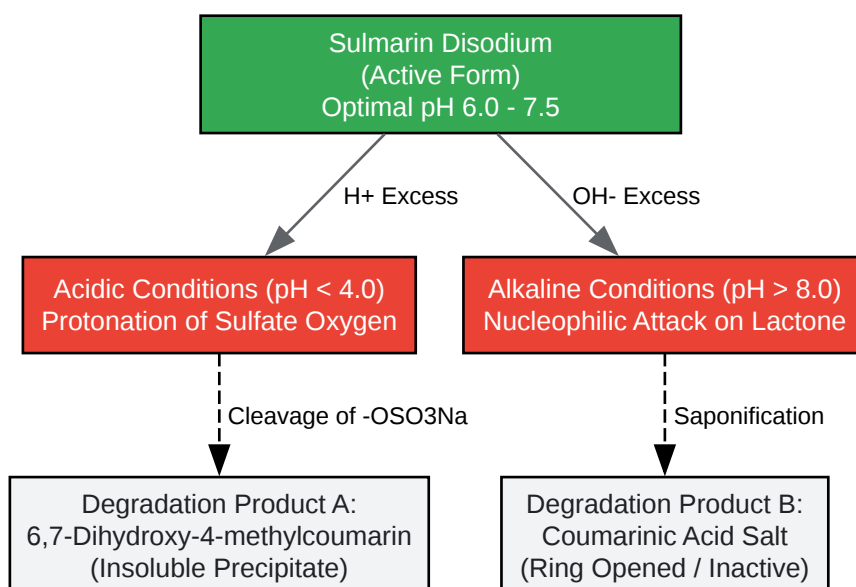 Sulmarin Disodium
(Active Form)
Optimal pH 6.0 - 7.5
H+ Excess
OH- Excess
Acidic Conditions (pH < 4.0)
Protonation of Sulfate Oxygen
Alkaline Conditions (pH > 8.0)
Nucleophilic Attack on Lactone
Cleavage of -OSO3Na
Saponification
Degradation Product A:
6,7-Dihydroxy-4-methylcoumarin
(Insoluble Precipitate)
Degradation Product B:
Coumarinic Acid Salt
(Ring Opened / Inactive)